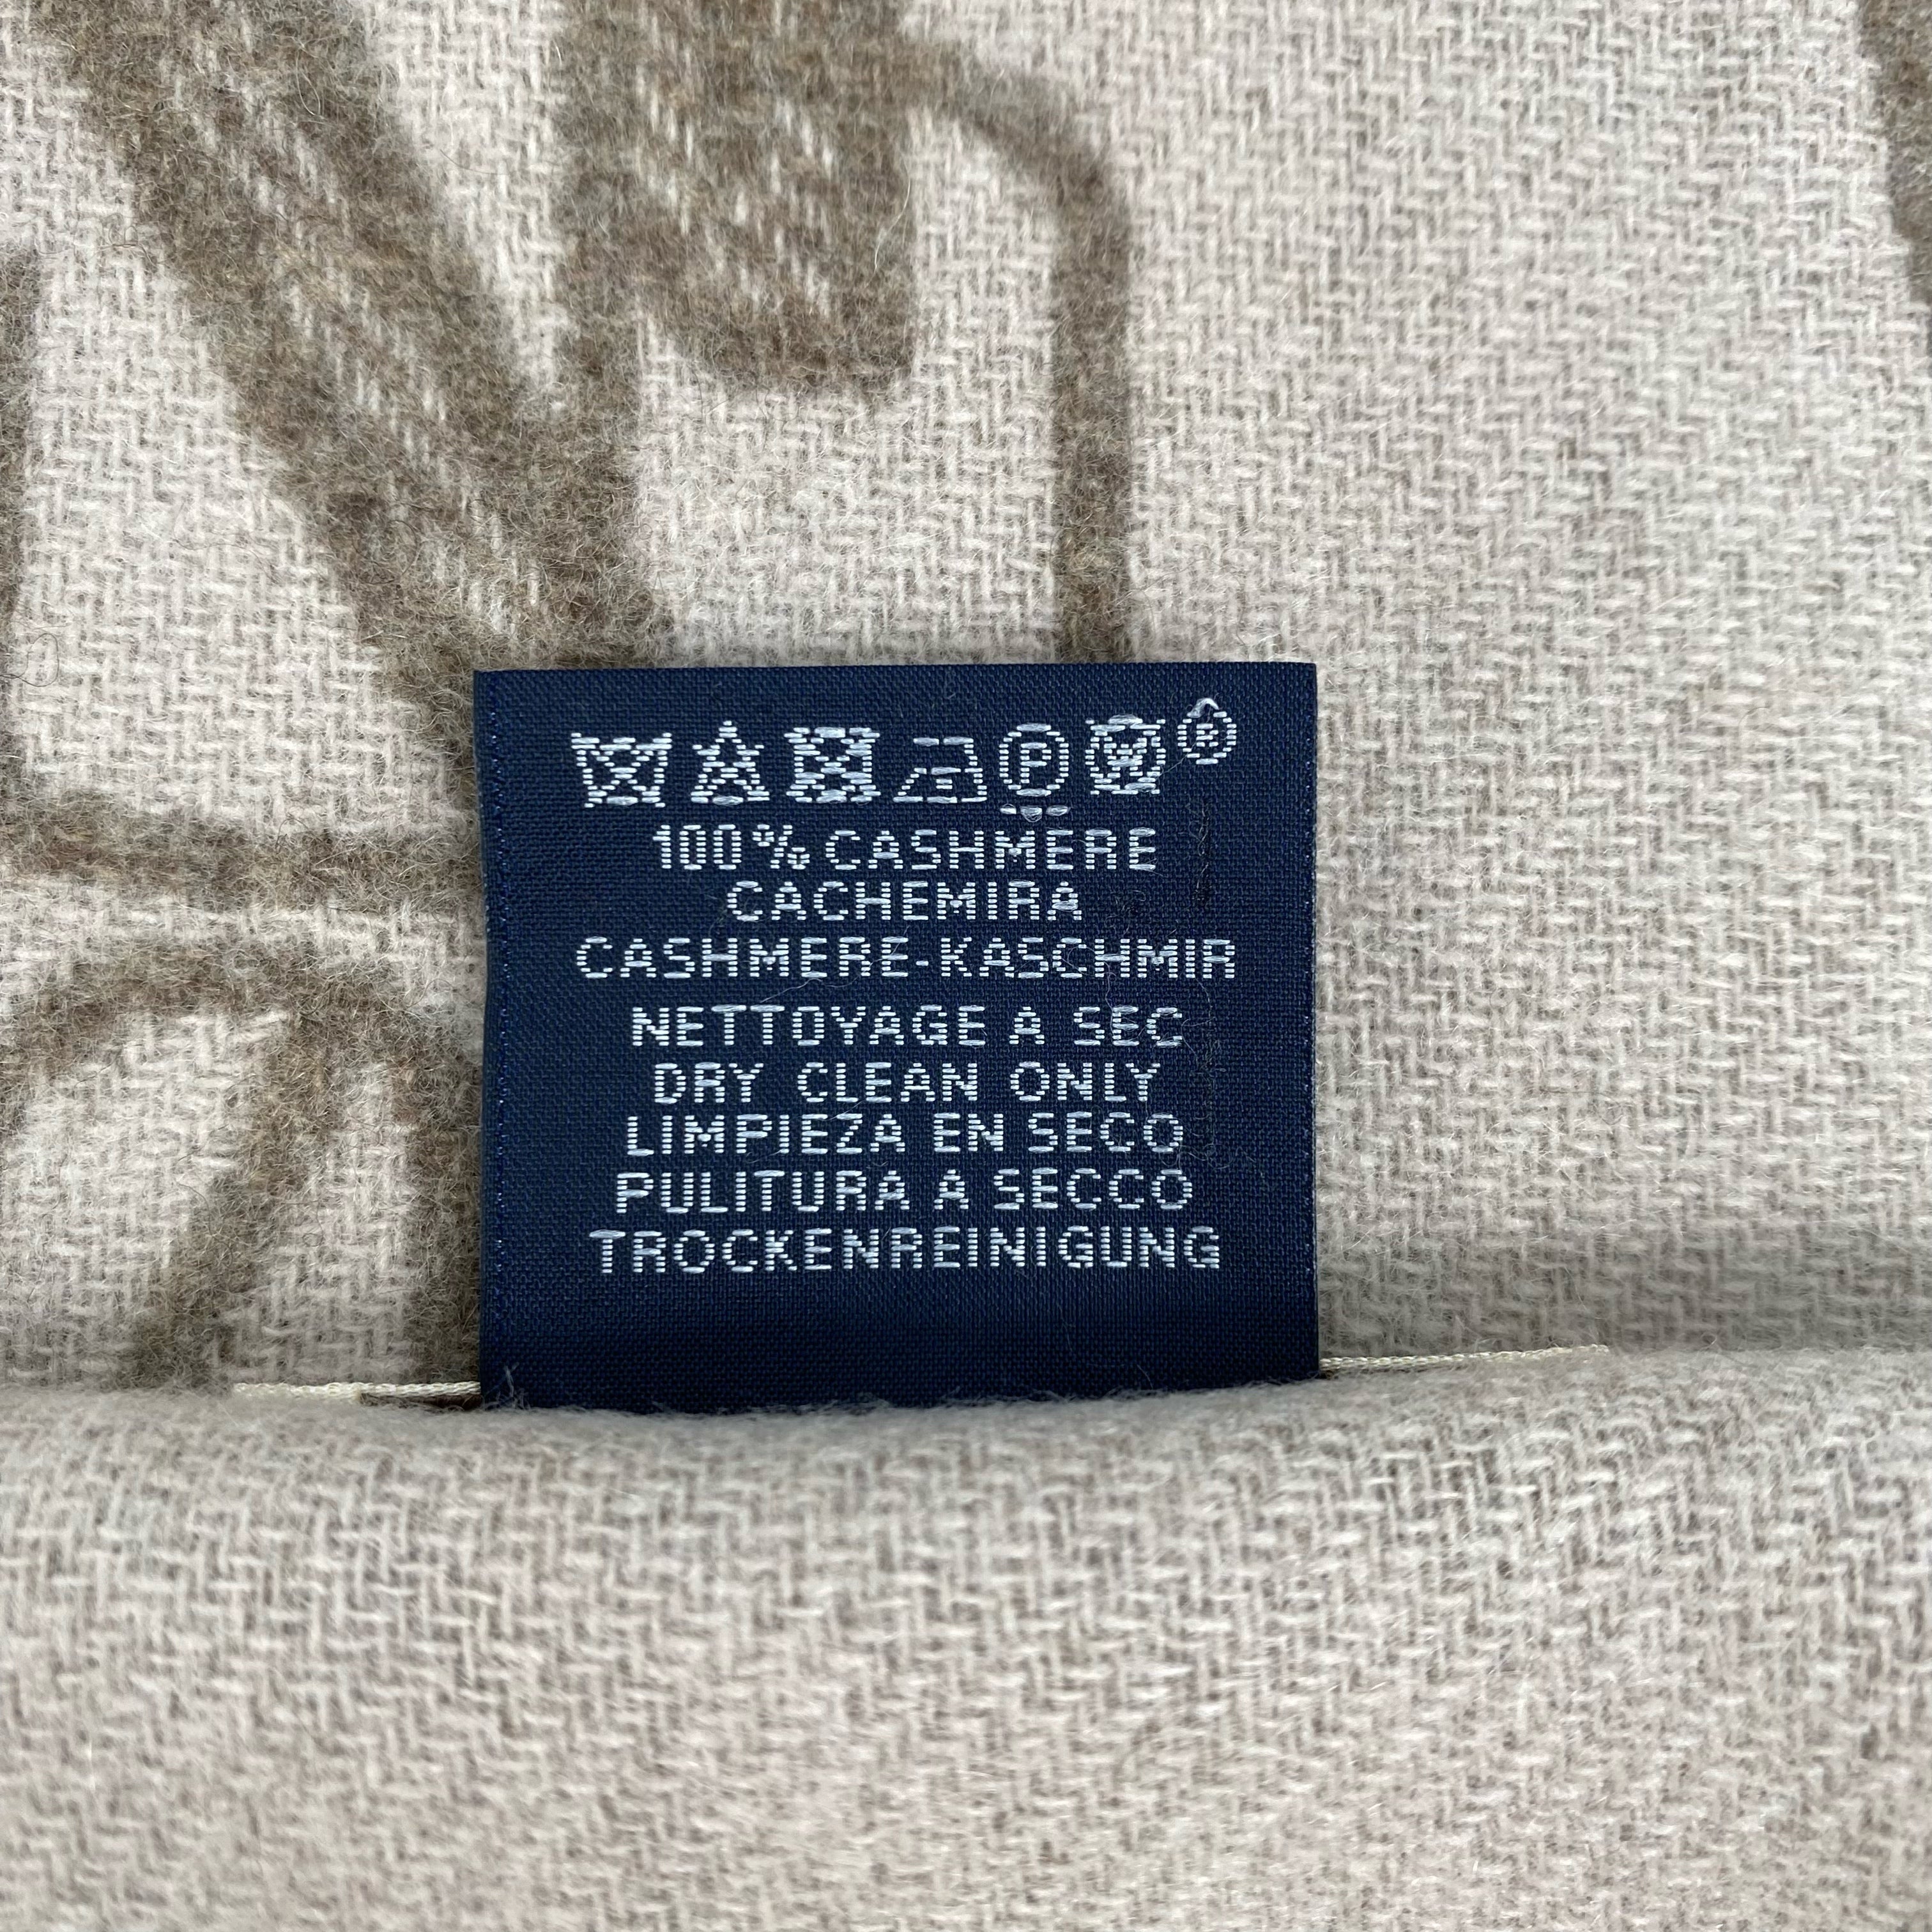 100% CASHMERE
CACHEMIRA
CASHMERE-KASCHMIR
NETTOYAGE A SEC
DRY CLEAN ONLY
LIMPIEZA EN SECO
PULITURA A SECCO
TROCKENREINIGUNG